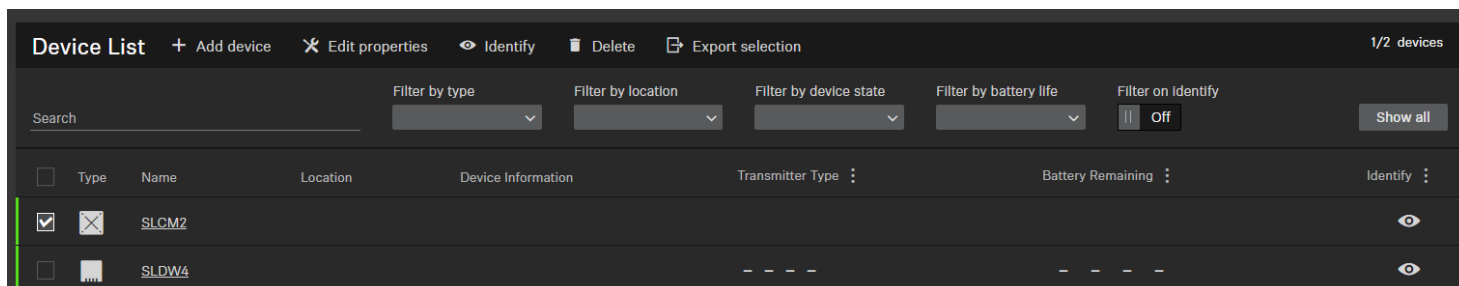 Device List + Add device Edit properties Identify Delete Export selection 1/2 devices
Filter by type Filter by location Filter by device state Filter by battery life Filter on identify
Search Off Show all
Type Name Location Device Information Transmitter Type Battery Remaining Identify
SLCM2
SLDW4 – – – – – – – –